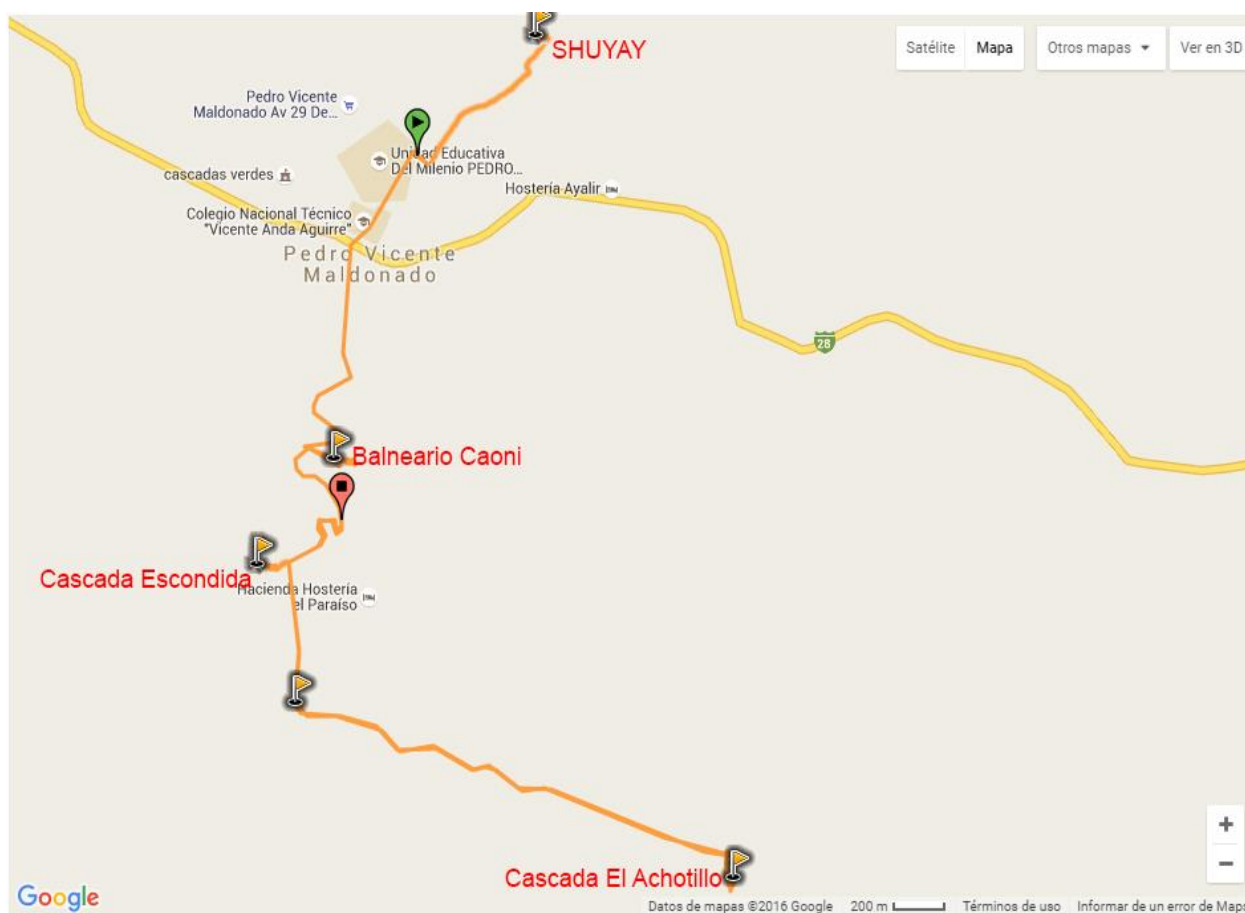 SHUYAY
Satélite
Mapa
Otros mapas
Ver en 3D
Pedro Vicente
Maldonado Av 29 De...
Unidad Educativa
Del Milenio PEDRO...
cascadas verdes
Hostería Ayalir
Colegio Nacional Técnico
"Vicente Anda Aguirre"
Pedro Vicente
Maldonado
28
Balneario Caoni
Cascada Escondida
Hacienda Hostería
el Paraíso
Cascada El Achotillo
+
−
Google
Datos de mapas ©2016 Google
200 m
Términos de uso
Informar de un error de Maps